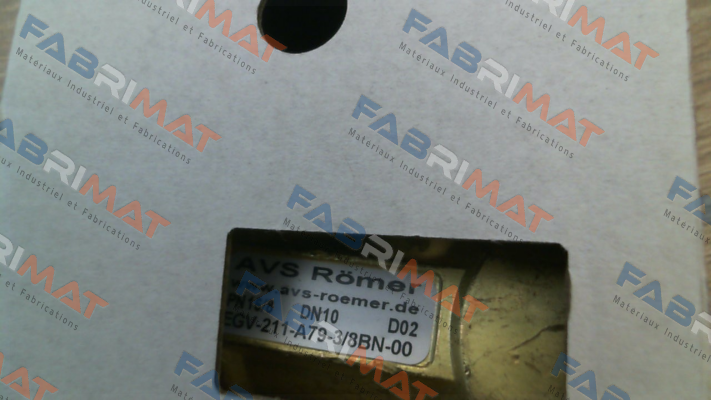 AVS Römer
www.avs-roemer.de
DN10 D02
EGV-211-A79-3/8BN-00
FABRIMAT
Materiaux Industriel et Fabrications